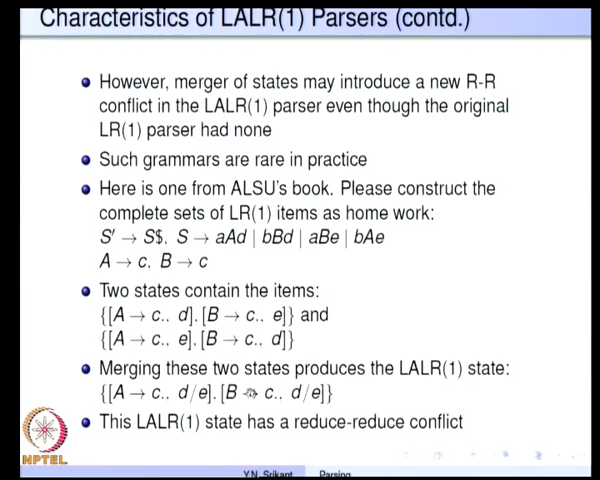 Characteristics of LALR(1) Parsers (contd.)
However, merger of states may introduce a new R-R
conflict in the LALR(1) parser even though the original
LR(1) parser had none
Such grammars are rare in practice
Here is one from ALSU's book. Please construct the
complete sets of LR(1) items as home work:
S′ → S$, S → aAd | bBd | aBe | bAe
A → c, B → c
Two states contain the items:
{[A → c., d], [B → c., e]} and
{[A → c., e], [B → c., d]}
Merging these two states produces the LALR(1) state:
{[A → c., d/e], [B → c., d/e]}
This LALR(1) state has a reduce-reduce conflict
NPTEL
Y.N. Srikant Parsing